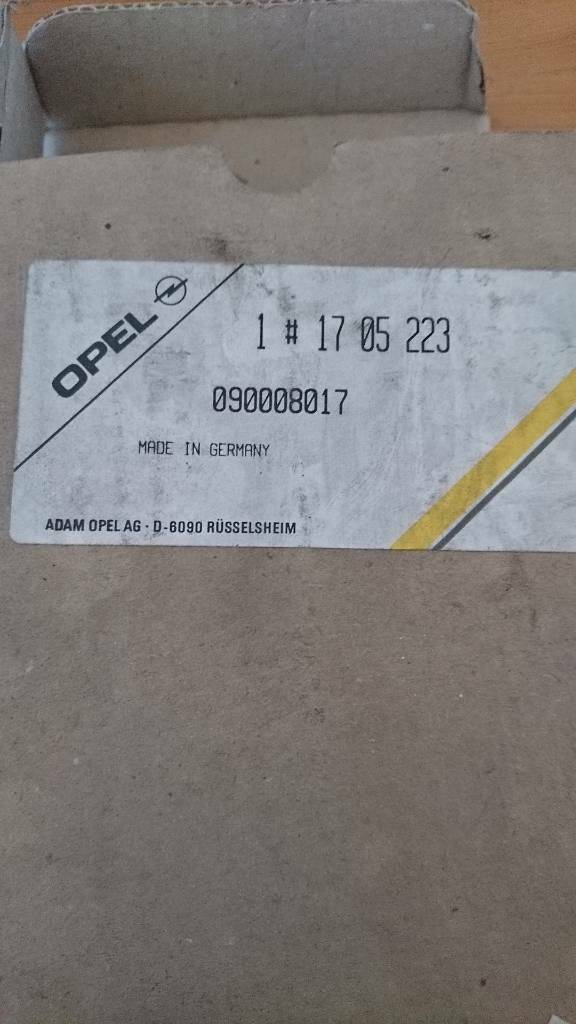 OPEL
1 # 17 05 223
090008017
MADE IN GERMANY
ADAM OPEL AG · D-6090 RÜSSELSHEIM